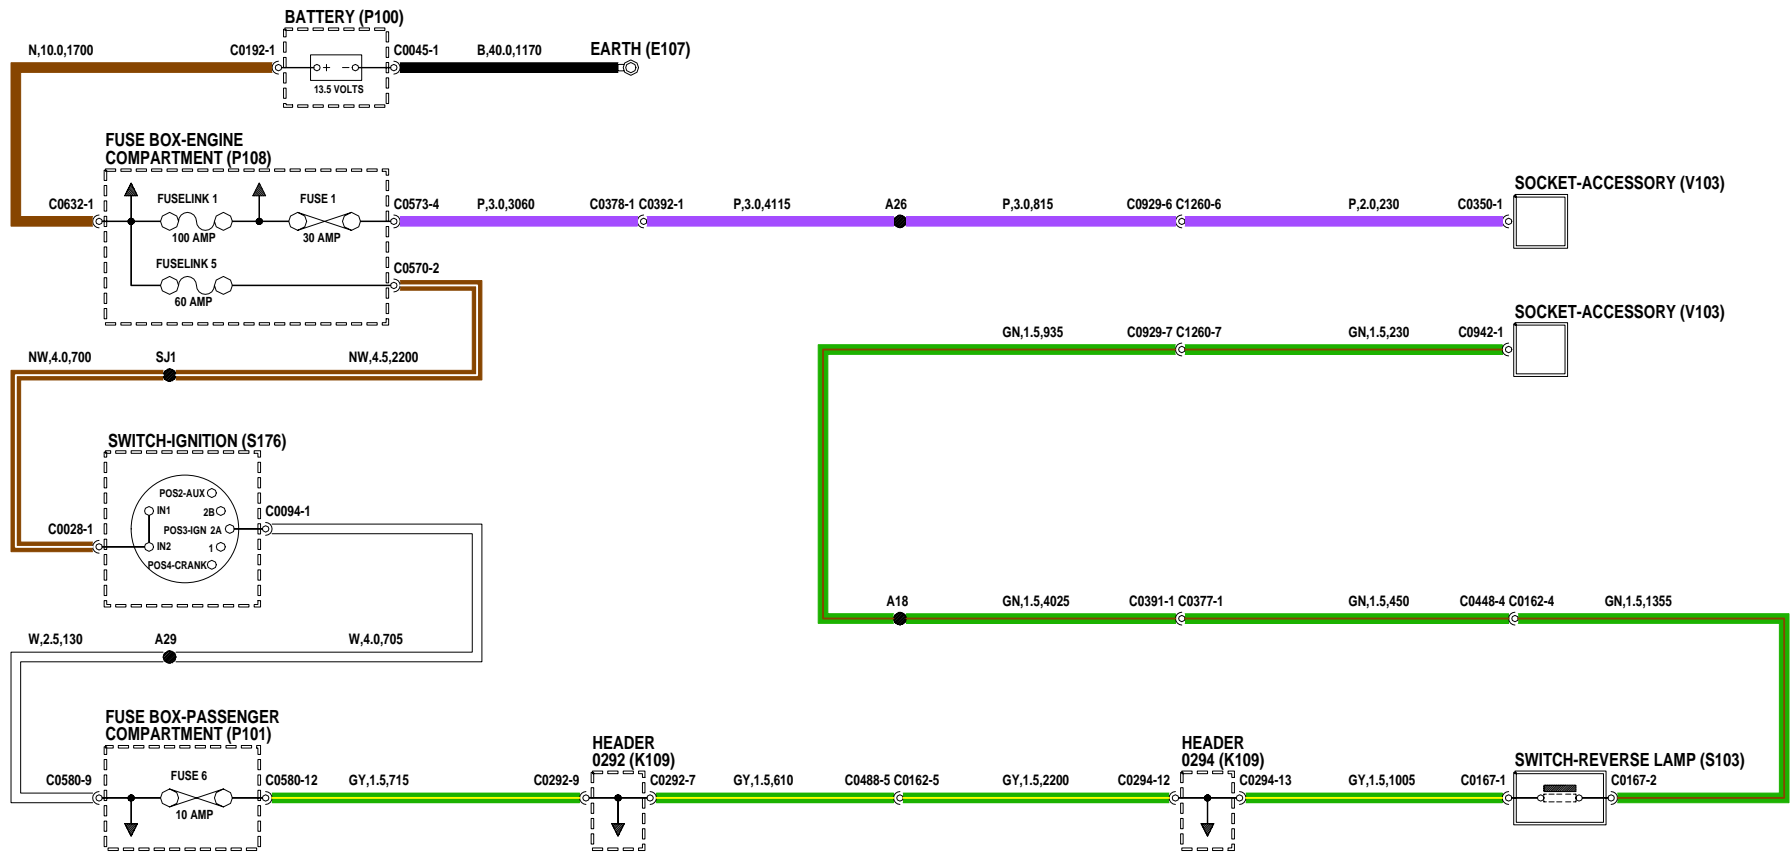 BATTERY (P100)
N,10.0,1700
C0192-1
C0045-1
B,40.0,1170
EARTH (E107)
+ −
13.5 VOLTS
FUSE BOX-ENGINE
COMPARTMENT (P108)
C0632-1
FUSELINK 1
100 AMP
FUSE 1
30 AMP
C0573-4
P,3.0,3060
C0378-1 C0392-1
P,3.0,4115
A26
P,3.0,815
C0929-6 C1260-6
P,2.0,230
C0350-1
SOCKET-ACCESSORY (V103)
FUSELINK 5
60 AMP
C0570-2
SOCKET-ACCESSORY (V103)
GN,1.5,935
C0929-7 C1260-7
GN,1.5,230
C0942-1
NW,4.0,700
SJ1
NW,4.5,2200
SWITCH-IGNITION (S176)
C0028-1
POS2-AUX
IN1
2B
POS3-IGN 2A
IN2
1
POS4-CRANK
C0094-1
A18
GN,1.5,4025
C0391-1 C0377-1
GN,1.5,450
C0448-4 C0162-4
GN,1.5,1355
W,2.5,130
A29
W,4.0,705
FUSE BOX-PASSENGER
COMPARTMENT (P101)
C0580-9
FUSE 6
10 AMP
C0580-12
GY,1.5,715
HEADER
0292 (K109)
C0292-9
C0292-7
GY,1.5,610
C0488-5 C0162-5
GY,1.5,2200
HEADER
0294 (K109)
C0294-12
C0294-13
GY,1.5,1005
C0167-1
SWITCH-REVERSE LAMP (S103)
C0167-2